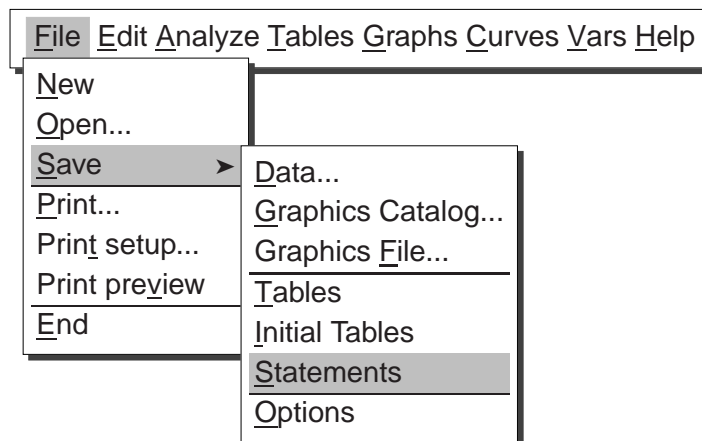 File Edit Analyze Tables Graphs Curves Vars Help
New
Open...
Save ➤
Print...
Print setup...
Print preview
End
Data...
Graphics Catalog...
Graphics File...
Tables
Initial Tables
Statements
Options